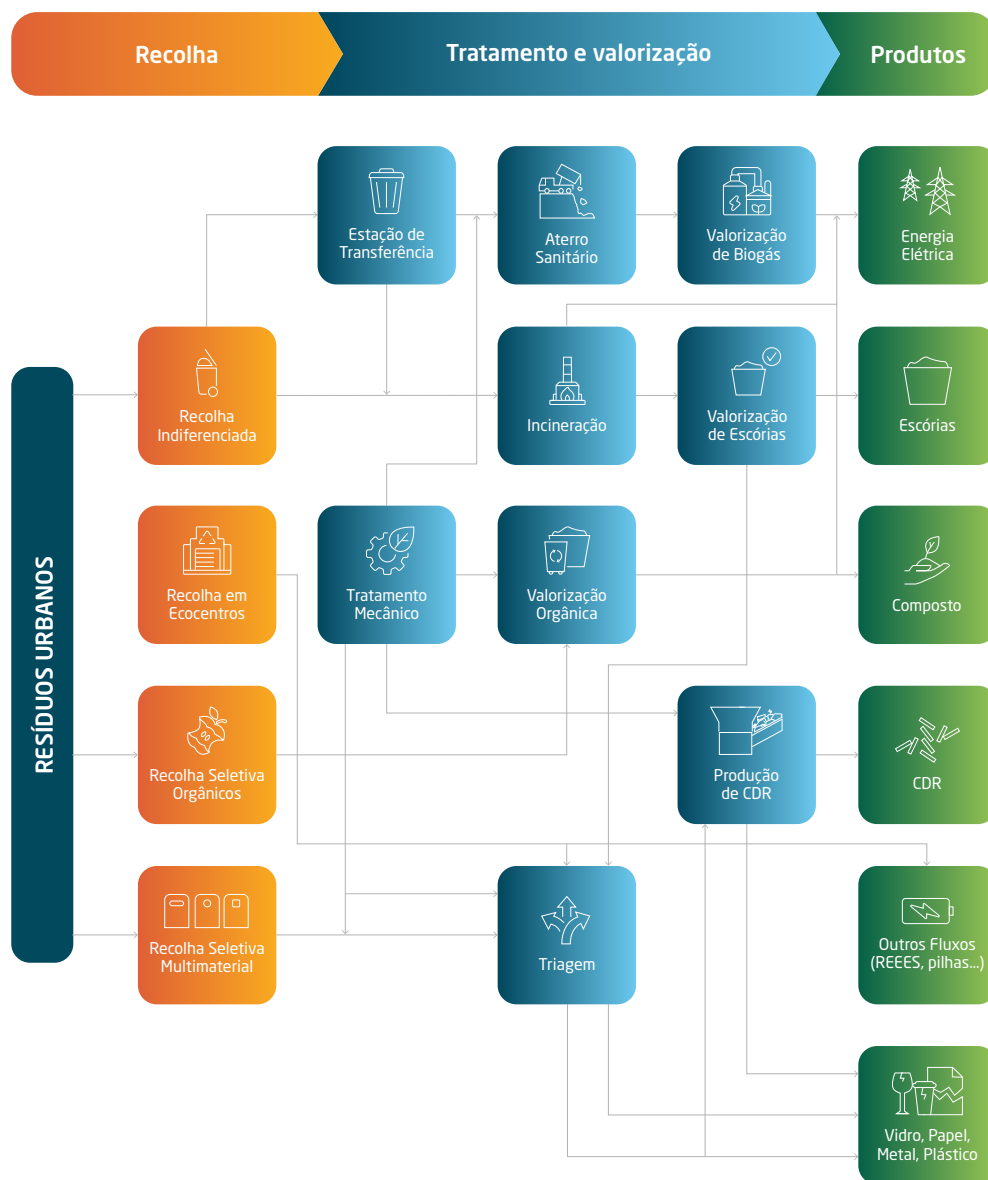 Recolha
Tratamento e valorização
Produtos
Estação de
Transferência
Aterro
Sanitário
Valorização
de Biogás
Energia
Elétrica
Recolha
Indiferenciada
Incineração
Valorização
de Escórias
Escórias
RESÍDUOS URBANOS
Recolha em
Ecocentros
Tratamento
Mecânico
Valorização
Orgânica
Composto
Recolha Seletiva
Orgânicos
Produção
de CDR
CDR
Recolha Seletiva
Multimaterial
Triagem
Outros Fluxos
(REEES, pilhas...)
Vidro, Papel,
Metal, Plástico